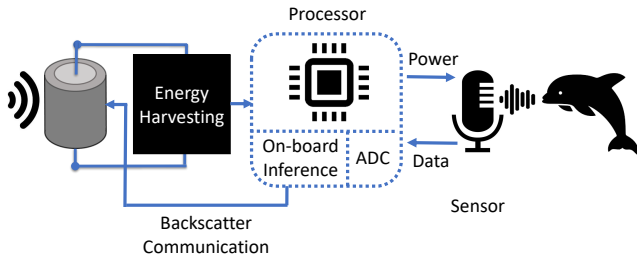 Processor
Power
Energy
Harvesting
On-board
Inference
ADC
Data
Sensor
Backscatter
Communication